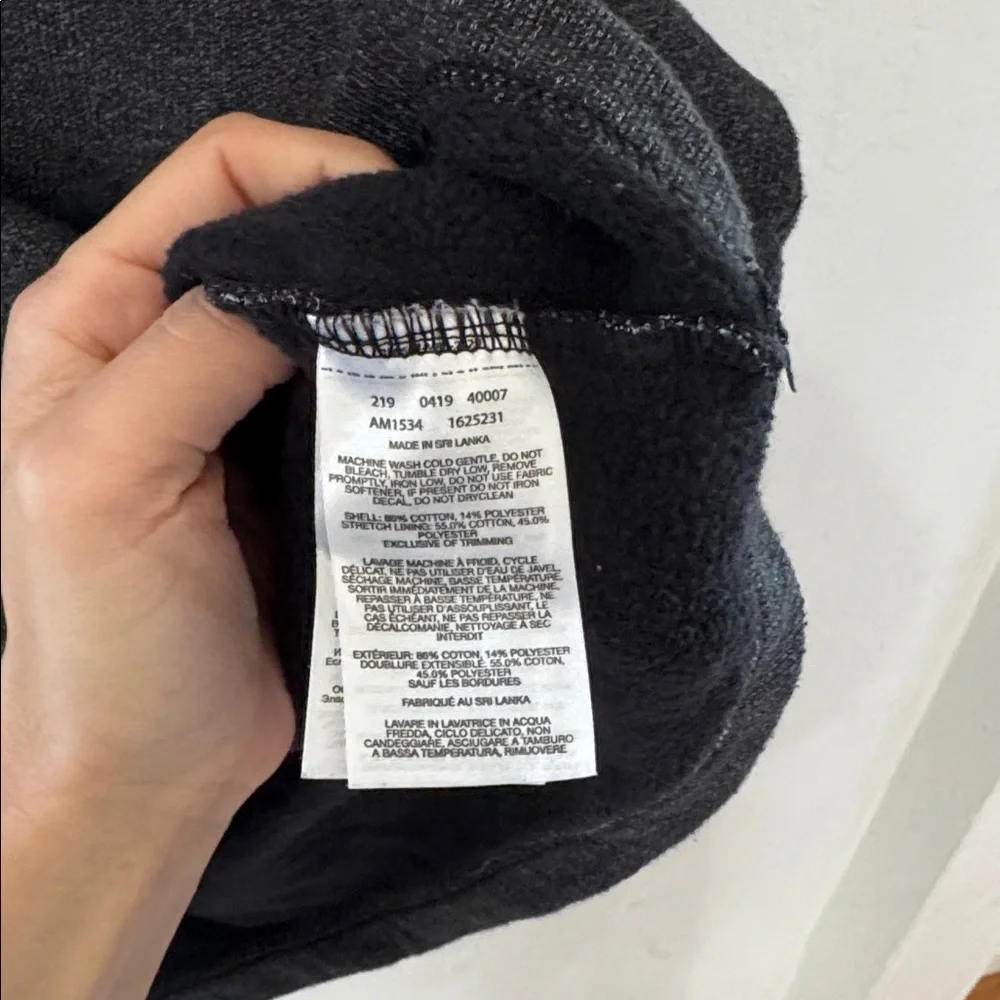 219 0419 40007
AM1534 1625231
MADE IN SRI LANKA
MACHINE WASH COLD GENTLE, DO NOT
BLEACH, TUMBLE DRY LOW, REMOVE
PROMPTLY, IRON LOW, DO NOT USE FABRIC
SOFTENER, IF PRESENT DO NOT IRON
DECAL, DO NOT DRYCLEAN
SHELL: 86% COTTON, 14% POLYESTER
STRETCH LINING: 55.0% COTTON, 45.0%
POLYESTER
EXCLUSIVE OF TRIMMING
LAVAGE MACHINE À FROID, CYCLE
DÉLICAT, NE PAS UTILISER D'EAU DE JAVEL,
SÉCHAGE MACHINE, BASSE TEMPÉRATURE,
SORTIR IMMÉDIATEMENT DE LA MACHINE,
REPASSER À BASSE TEMPÉRATURE, NE
PAS UTILISER D'ASSOUPLISSANT, LE
CAS ÉCHÉANT, NE PAS REPASSER LA
DÉCALCOMANIE, NETTOYAGE À SEC
INTERDIT
EXTÉRIEUR: 86% COTON, 14% POLYESTER
DOUBLURE EXTENSIBLE: 55.0% COTON,
45.0% POLYESTER
SAUF LES BORDURES
FABRIQUÉ AU SRI LANKA
LAVARE IN LAVATRICE IN ACQUA
FREDDA, CICLO DELICATO, NON
CANDEGGIARE, ASCIUGARE A TAMBURO
A BASSA TEMPERATURA, RIMUOVERE